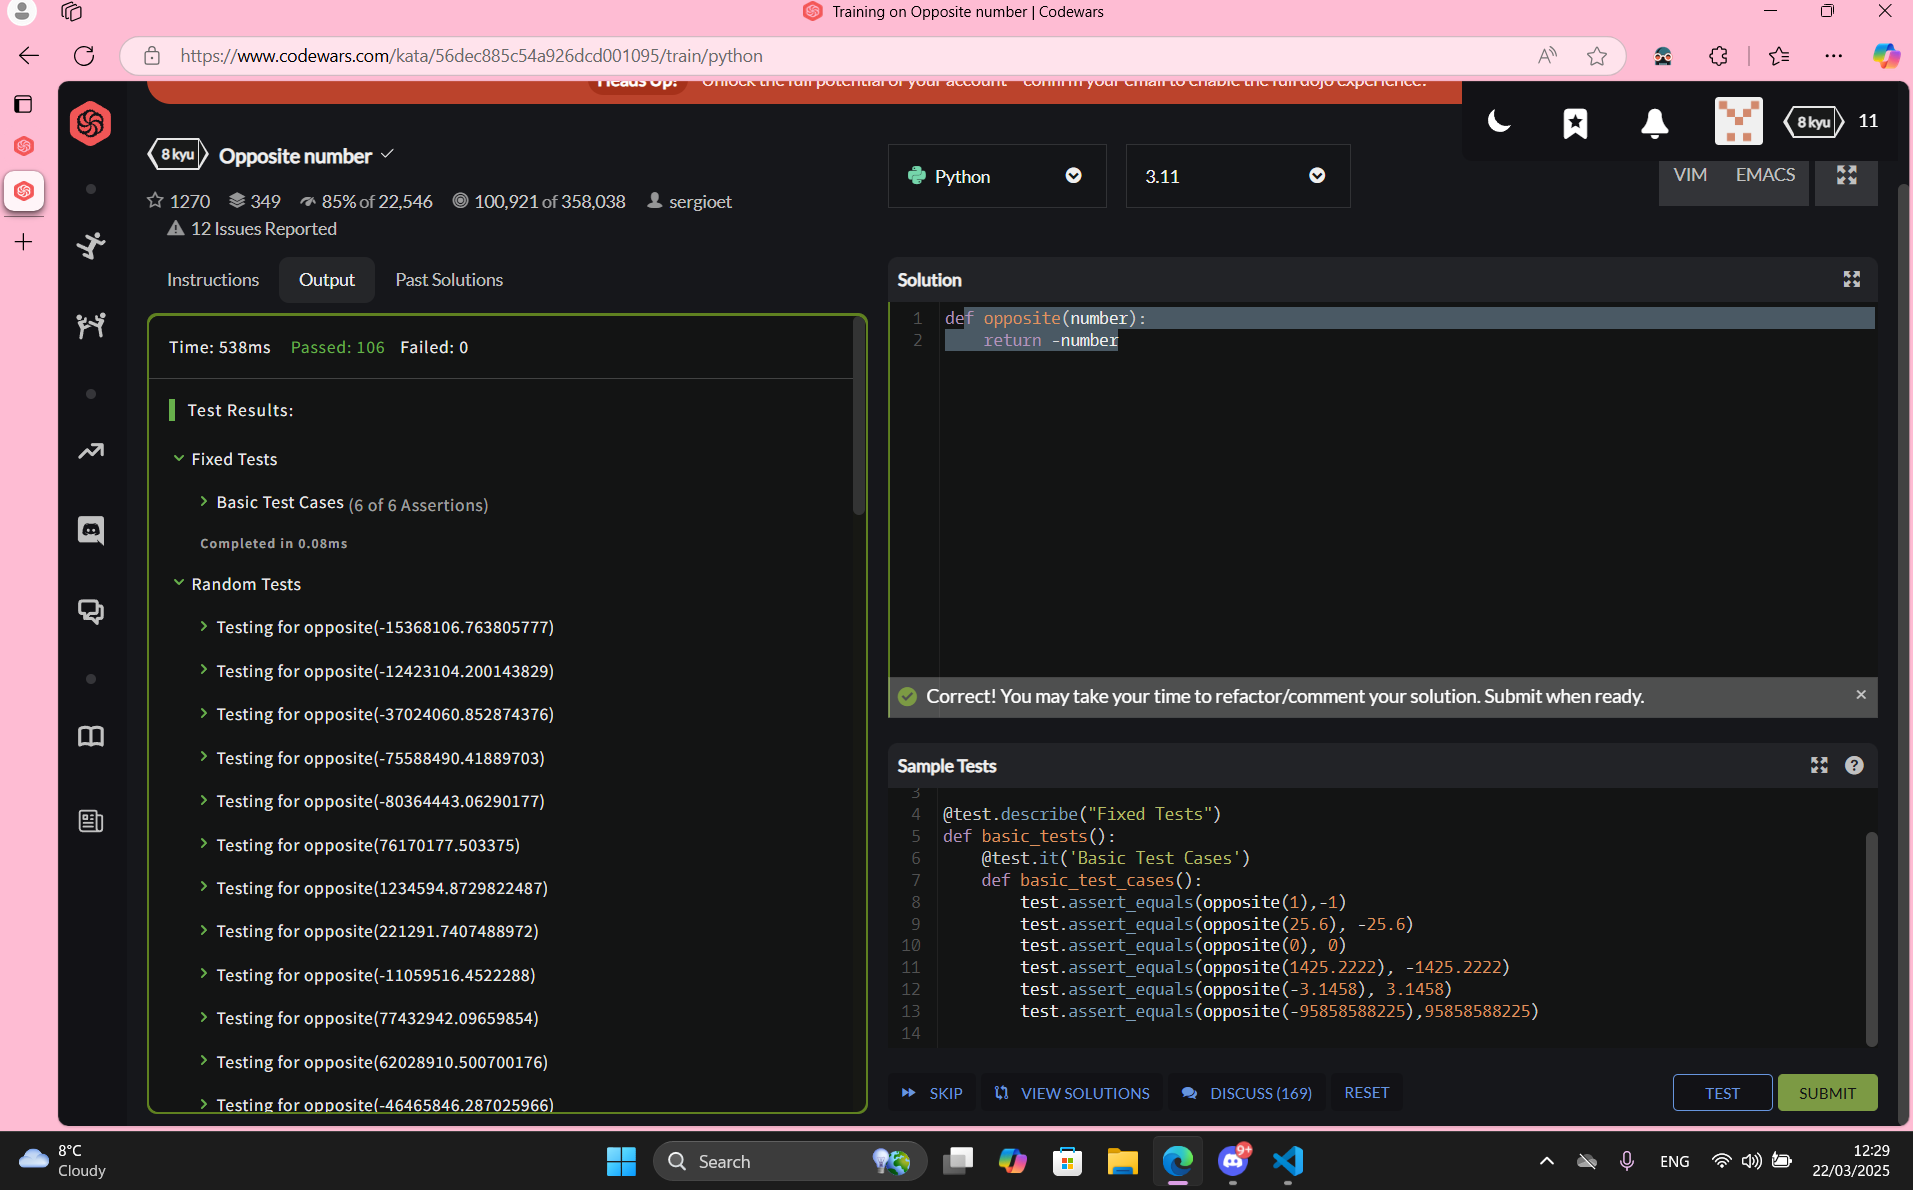 Training on Opposite number | Codewars
https://www.codewars.com/kata/56dec885c54a926dcd001095/train/python
Heads Up! Unlock the full potential of your account - confirm your email to enable the full dojo experience.
8 kyu 11
8 kyu Opposite number
1270 349 85% of 22,546 100,921 of 358,038 sergioet
12 Issues Reported
Python
3.11
VIM EMACS
Instructions Output Past Solutions
Time: 538ms Passed: 106 Failed: 0
Test Results:
Fixed Tests
Basic Test Cases (6 of 6 Assertions)
Completed in 0.08ms
Random Tests
Testing for opposite(-15368106.763805777)
Testing for opposite(-12423104.200143829)
Testing for opposite(-37024060.852874376)
Testing for opposite(-75588490.41889703)
Testing for opposite(-80364443.06290177)
Testing for opposite(76170177.503375)
Testing for opposite(1234594.8729822487)
Testing for opposite(221291.7407488972)
Testing for opposite(-11059516.4522288)
Testing for opposite(77432942.09659854)
Testing for opposite(62028910.500700176)
Testing for opposite(-46465846.287025966)
Solution
1 def opposite(number):
2     return -number
Correct! You may take your time to refactor/comment your solution. Submit when ready.
Sample Tests
3
4 @test.describe("Fixed Tests")
5 def basic_tests():
6     @test.it('Basic Test Cases')
7     def basic_test_cases():
8         test.assert_equals(opposite(1),-1)
9         test.assert_equals(opposite(25.6), -25.6)
10         test.assert_equals(opposite(0), 0)
11         test.assert_equals(opposite(1425.2222), -1425.2222)
12         test.assert_equals(opposite(-3.1458), 3.1458)
13         test.assert_equals(opposite(-95858588225),95858588225)
14
SKIP VIEW SOLUTIONS DISCUSS (169) RESET TEST SUBMIT
8°C
Cloudy
Search
9+
ENG
12:29
22/03/2025